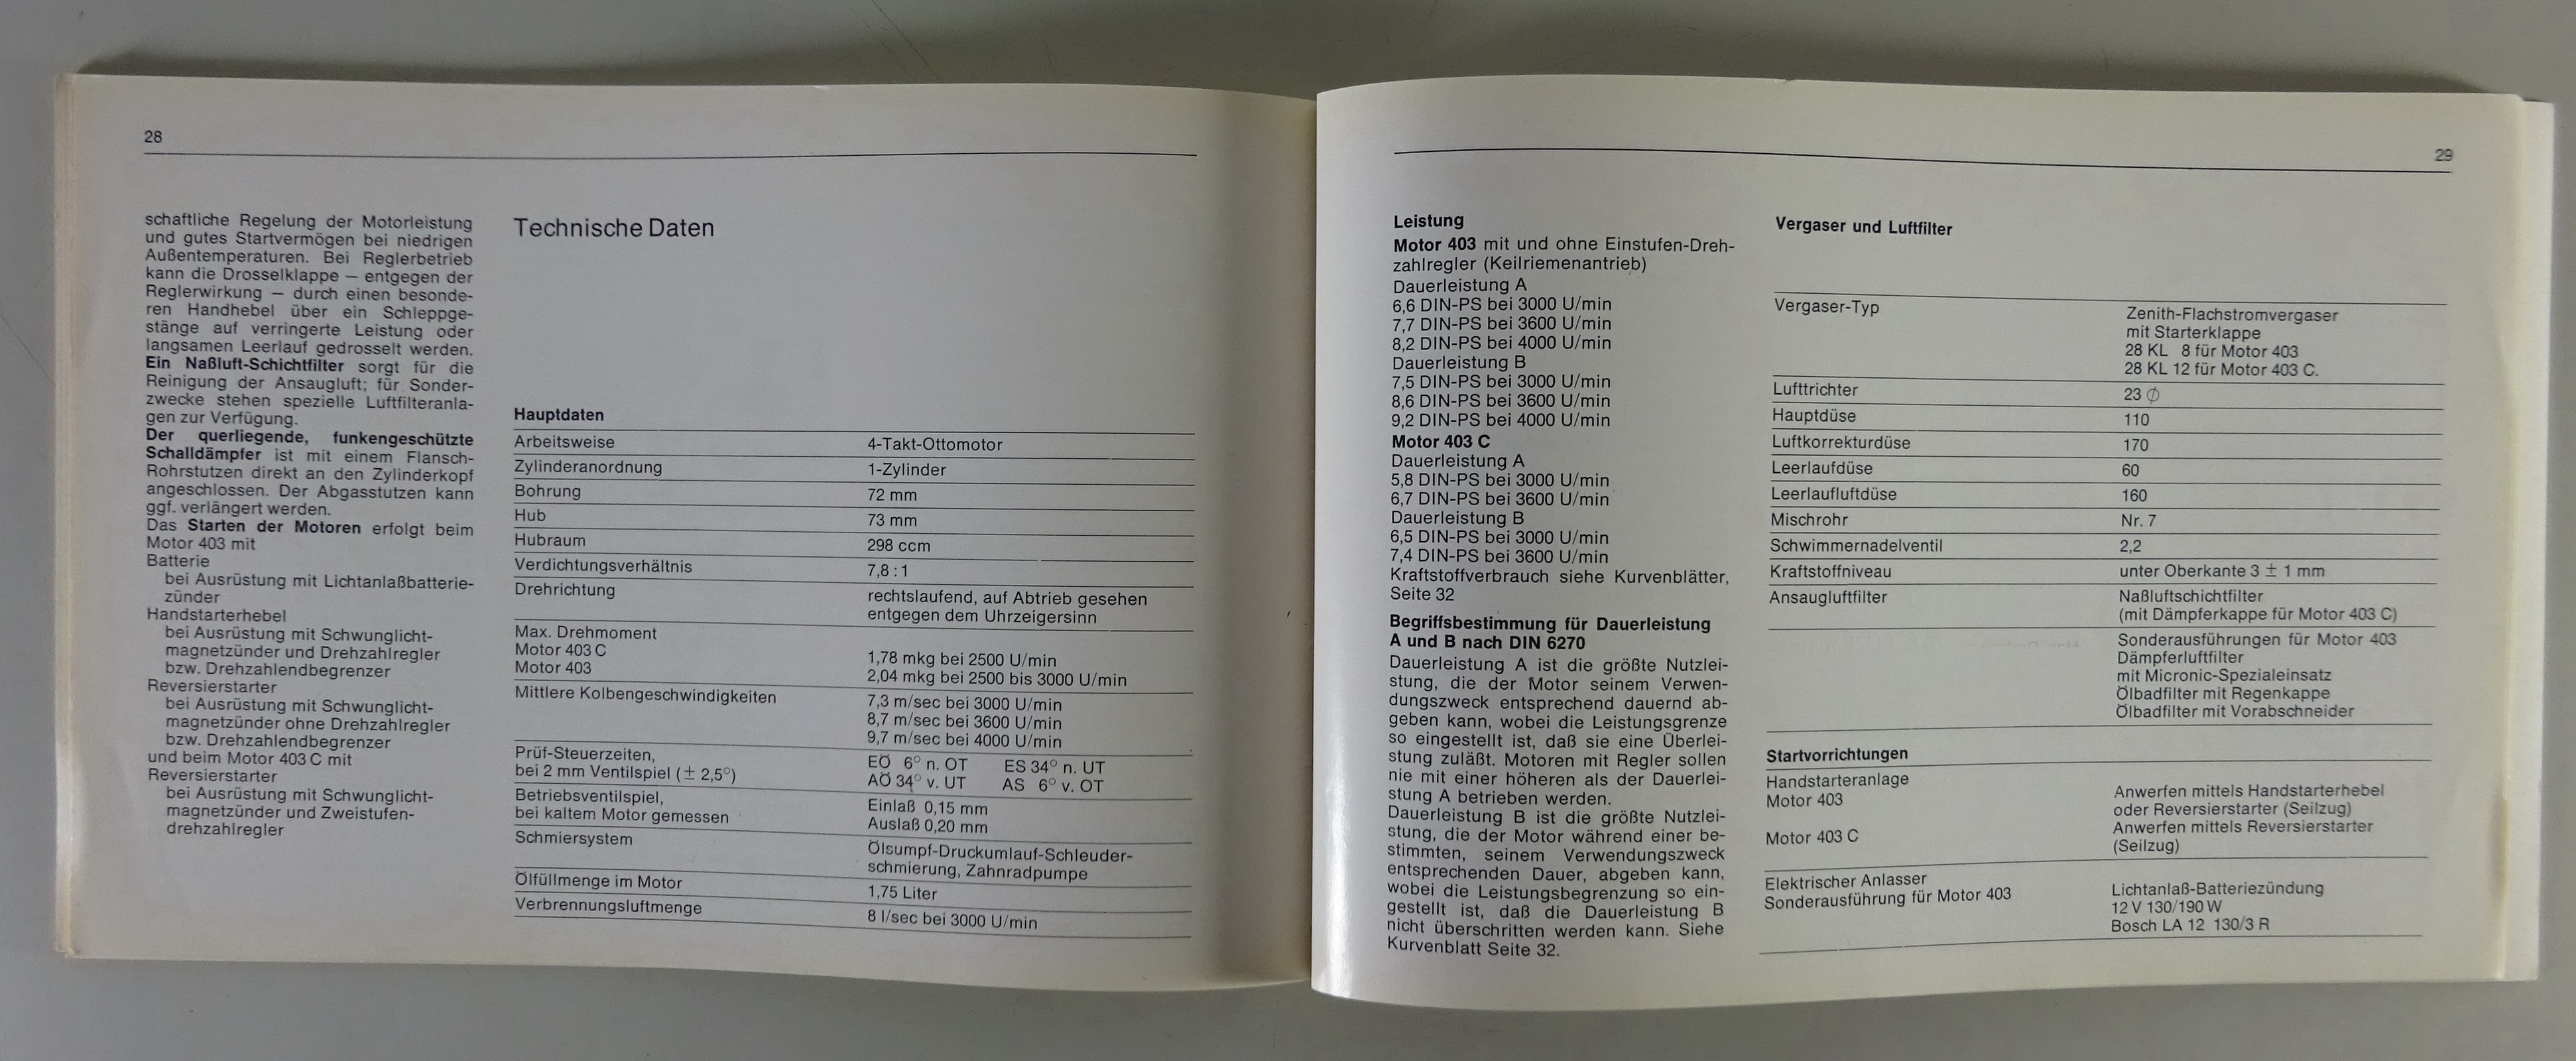 28
schaftliche Regelung der Motorleistung
und gutes Startvermögen bei niedrigen
Außentemperaturen. Bei Reglerbetrieb
kann die Drosselklappe — entgegen der
Reglerwirkung — durch einen besonde-
ren Handhebel über ein Schleppge-
stänge auf verringerte Leistung oder
langsamen Leerlauf gedrosselt werden.
Ein Naßluft-Schichtfilter sorgt für die
Reinigung der Ansaugluft; für Sonder-
zwecke stehen spezielle Luftfilteranla-
gen zur Verfügung.
Der querliegende, funkengeschützte
Schalldämpfer ist mit einem Flansch-
Rohrstutzen direkt an den Zylinderkopf
angeschlossen. Der Abgasstutzen kann
ggf. verlängert werden.
Das Starten der Motoren erfolgt beim
Motor 403 mit
Batterie
bei Ausrüstung mit Lichtanlaßbatterie-
zünder
Handstarterhebel
bei Ausrüstung mit Schwunglicht-
magnetzünder und Drehzahlregler
bzw. Drehzahlendbegrenzer
Reversierstarter
bei Ausrüstung mit Schwunglicht-
magnetzünder ohne Drehzahlregler
bzw. Drehzahlendbegrenzer
und beim Motor 403 C mit
Reversierstarter
bei Ausrüstung mit Schwunglicht-
magnetzünder und Zweistufen-
drehzahlregler
Technische Daten
Hauptdaten
Arbeitsweise 4-Takt-Ottomotor
Zylinderanordnung 1-Zylinder
Bohrung 72 mm
Hub 73 mm
Hubraum 298 ccm
Verdichtungsverhältnis 7,8 : 1
Drehrichtung rechtslaufend, auf Abtrieb gesehen
entgegen dem Uhrzeigersinn
Max. Drehmoment
Motor 403 C 1,78 mkg bei 2500 U/min
Motor 403 2,04 mkg bei 2500 bis 3000 U/min
Mittlere Kolbengeschwindigkeiten 7,3 m/sec bei 3000 U/min
8,7 m/sec bei 3600 U/min
9,7 m/sec bei 4000 U/min
Prüf-Steuerzeiten, EÖ 6° n. OT ES 34° n. UT
bei 2 mm Ventilspiel (± 2,5°) AÖ 34° v. UT AS 6° v. OT
Betriebsventilspiel, Einlaß 0,15 mm
bei kaltem Motor gemessen Auslaß 0,20 mm
Schmiersystem Ölsumpf-Druckumlauf-Schleuder-
schmierung, Zahnradpumpe
Ölfüllmenge im Motor 1,75 Liter
Verbrennungsluftmenge 8 l/sec bei 3000 U/min
29
Leistung
Motor 403 mit und ohne Einstufen-Dreh-
zahlregler (Keilriemenantrieb)
Dauerleistung A
6,6 DIN-PS bei 3000 U/min
7,7 DIN-PS bei 3600 U/min
8,2 DIN-PS bei 4000 U/min
Dauerleistung B
7,5 DIN-PS bei 3000 U/min
8,6 DIN-PS bei 3600 U/min
9,2 DIN-PS bei 4000 U/min
Motor 403 C
Dauerleistung A
5,8 DIN-PS bei 3000 U/min
6,7 DIN-PS bei 3600 U/min
Dauerleistung B
6,5 DIN-PS bei 3000 U/min
7,4 DIN-PS bei 3600 U/min
Kraftstoffverbrauch siehe Kurvenblätter,
Seite 32
Begriffsbestimmung für Dauerleistung
A und B nach DIN 6270
Dauerleistung A ist die größte Nutzlei-
stung, die der Motor seinem Verwen-
dungszweck entsprechend dauernd ab-
geben kann, wobei die Leistungsgrenze
so eingestellt ist, daß sie eine Überlei-
stung zuläßt. Motoren mit Regler sollen
nie mit einer höheren als der Dauerlei-
stung A betrieben werden.
Dauerleistung B ist die größte Nutzlei-
stung, die der Motor während einer be-
stimmten, seinem Verwendungszweck
entsprechenden Dauer, abgeben kann,
wobei die Leistungsbegrenzung so ein-
gestellt ist, daß die Dauerleistung B
nicht überschritten werden kann. Siehe
Kurvenblatt Seite 32.
Vergaser und Luftfilter
Vergaser-Typ Zenith-Flachstromvergaser
mit Starterklappe
28 KL 8 für Motor 403
28 KL 12 für Motor 403 C.
Lufttrichter 23 ∅
Hauptdüse 110
Luftkorrekturdüse 170
Leerlaufdüse 60
Leerlaufluftdüse 160
Mischrohr Nr. 7
Schwimmernadelventil 2,2
Kraftstoffniveau unter Oberkante 3 ± 1 mm
Ansaugluftfilter Naßluftschichtfilter
(mit Dämpferkappe für Motor 403 C)
Sonderausführungen für Motor 403
Dämpferluftfilter
mit Micronic-Spezialeinsatz
Ölbadfilter mit Regenkappe
Ölbadfilter mit Vorabschneider
Startvorrichtungen
Handstarteranlage
Motor 403 Anwerfen mittels Handstarterhebel
oder Reversierstarter (Seilzug)
Motor 403 C Anwerfen mittels Reversierstarter
(Seilzug)
Elektrischer Anlasser Lichtanlaß-Batteriezündung
Sonderausführung für Motor 403 12 V 130/190 W
Bosch LA 12 130/3 R